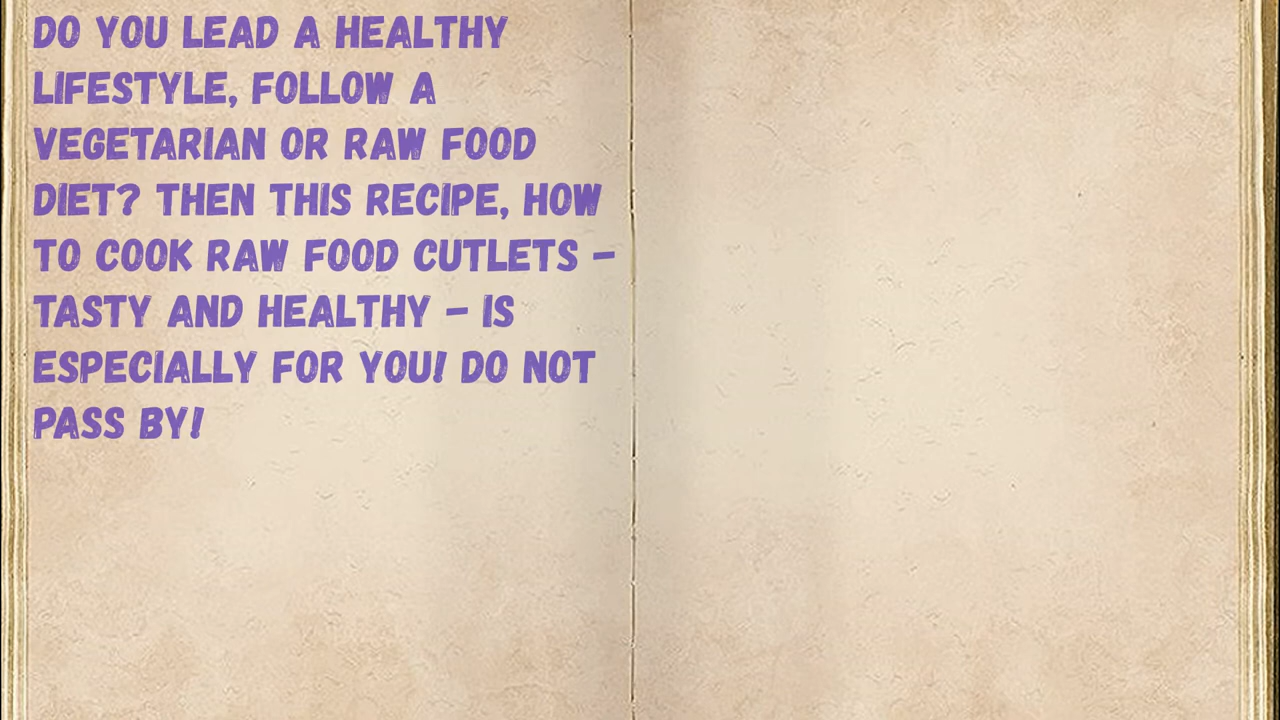 DO YOU LEAD A HEALTHY
LIFESTYLE, FOLLOW A
VEGETARIAN OR RAW FOOD
DIET? THEN THIS RECIPE, HOW
TO COOK RAW FOOD CUTLETS –
TASTY AND HEALTHY – IS
ESPECIALLY FOR YOU! DO NOT
PASS BY!